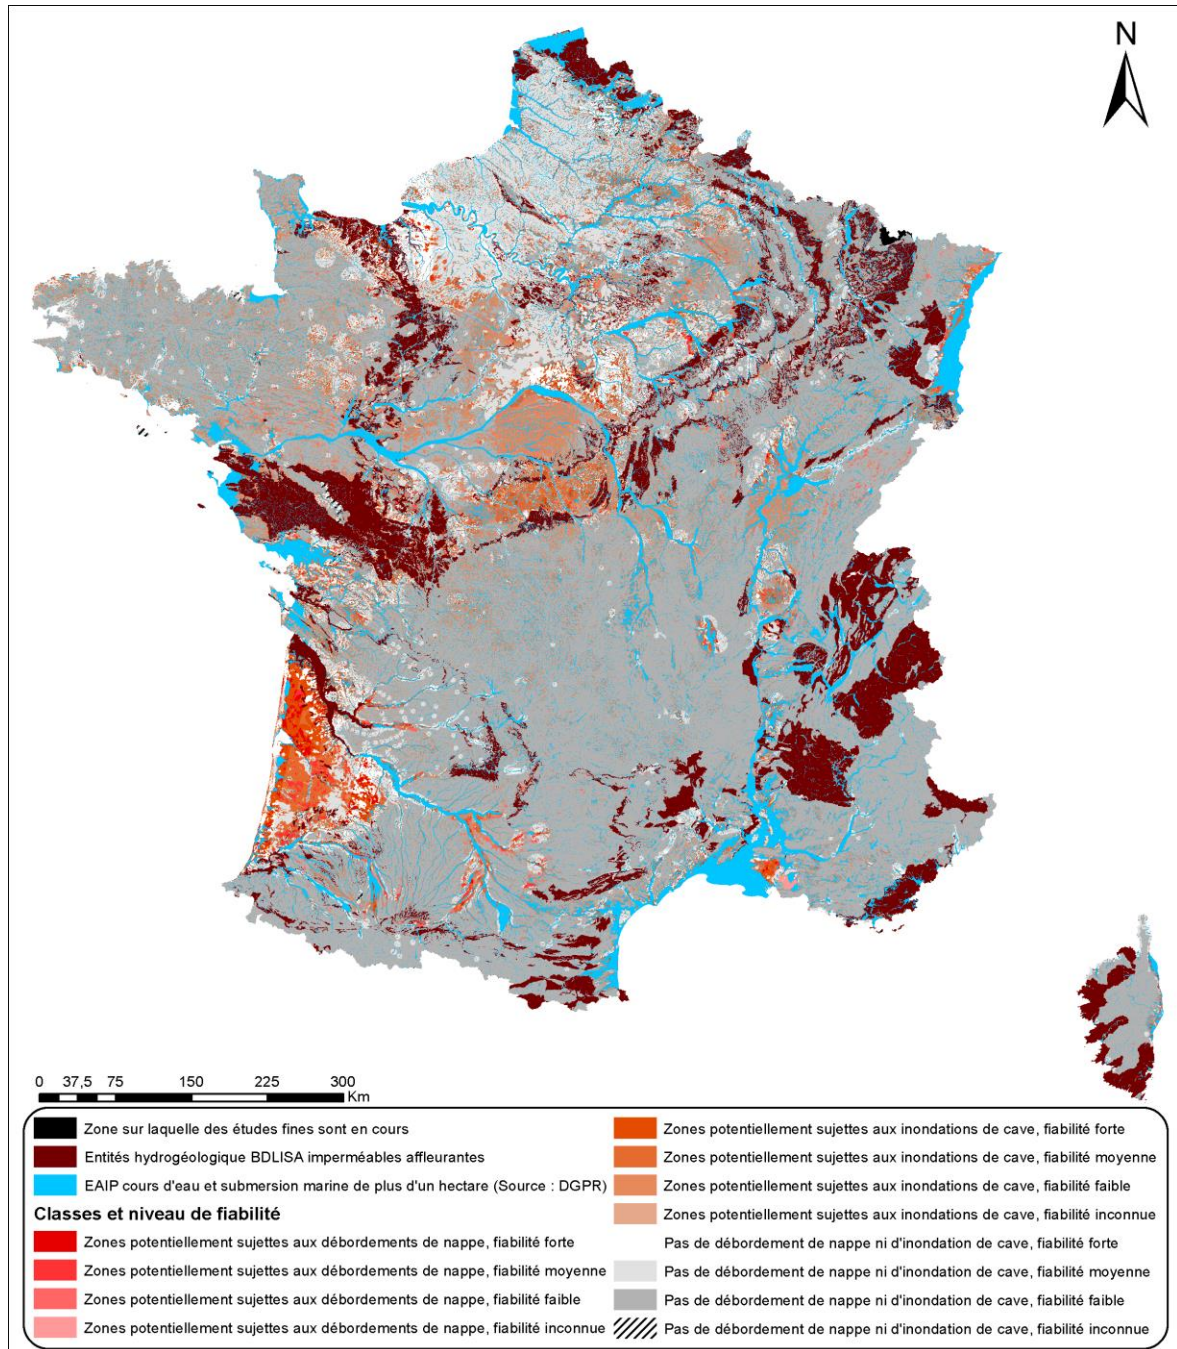 N
0 37,5 75 150 225 300
Km
Zone sur laquelle des études fines sont en cours
Entités hydrogéologique BDLISA imperméables affleurantes
EAIP cours d'eau et submersion marine de plus d'un hectare (Source : DGPR)
Classes et niveau de fiabilité
Zones potentiellement sujettes aux débordements de nappe, fiabilité forte
Zones potentiellement sujettes aux débordements de nappe, fiabilité moyenne
Zones potentiellement sujettes aux débordements de nappe, fiabilité faible
Zones potentiellement sujettes aux débordements de nappe, fiabilité inconnue
Zones potentiellement sujettes aux inondations de cave, fiabilité forte
Zones potentiellement sujettes aux inondations de cave, fiabilité moyenne
Zones potentiellement sujettes aux inondations de cave, fiabilité faible
Zones potentiellement sujettes aux inondations de cave, fiabilité inconnue
Pas de débordement de nappe ni d'inondation de cave, fiabilité forte
Pas de débordement de nappe ni d'inondation de cave, fiabilité moyenne
Pas de débordement de nappe ni d'inondation de cave, fiabilité faible
Pas de débordement de nappe ni d'inondation de cave, fiabilité inconnue